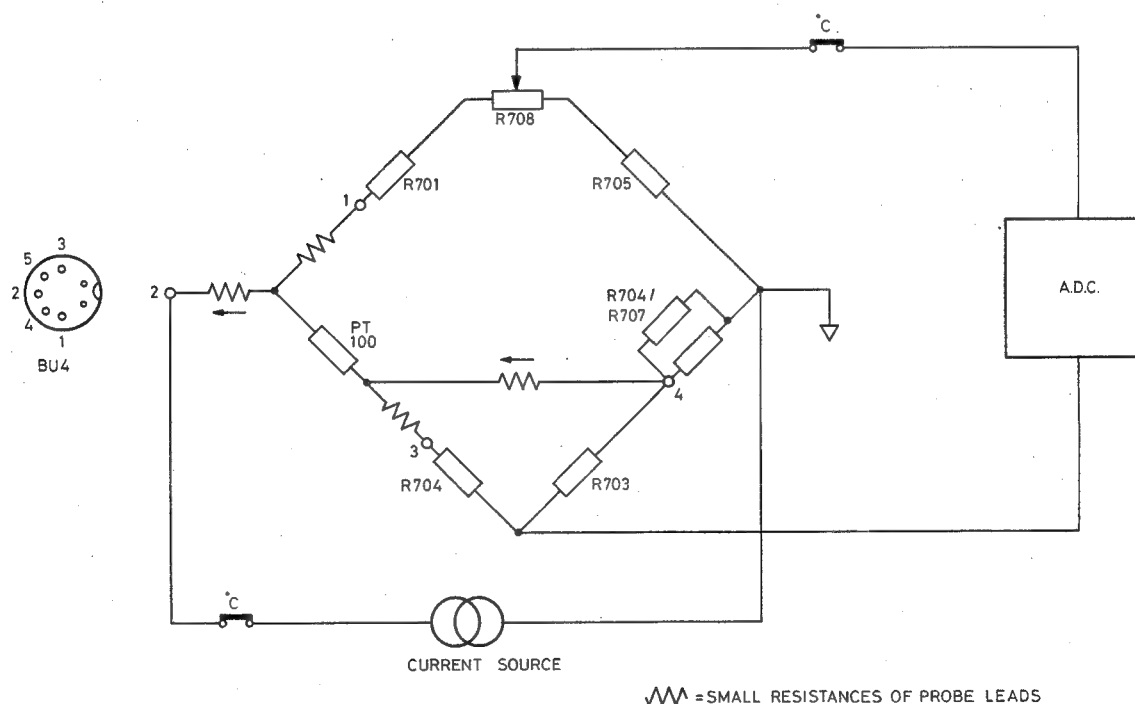 °C
R708
R701
R705
1
3
5
2
4
1
BU4
2
PT
100
R704/
R707
A.D.C.
4
3
R704
R703
°C
CURRENT SOURCE
=SMALL RESISTANCES OF PROBE LEADS